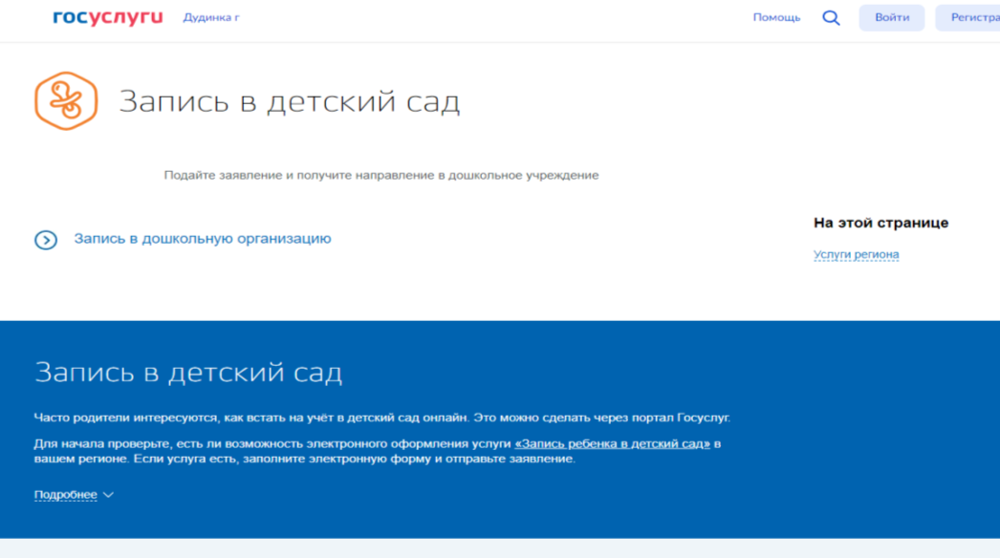 госуслуги Дудинка г Помощь Войти Регистра
Запись в детский сад
Подайте заявление и получите направление в дошкольное учреждение
На этой странице
Запись в дошкольную организацию
Услуги региона
Запись в детский сад
Часто родители интересуются, как встать на учёт в детский сад онлайн. Это можно сделать через портал Госуслуг.
Для начала проверьте, есть ли возможность электронного оформления услуги «Запись ребенка в детский сад» в
вашем регионе. Если услуга есть, заполните электронную форму и отправьте заявление.
Подробнее